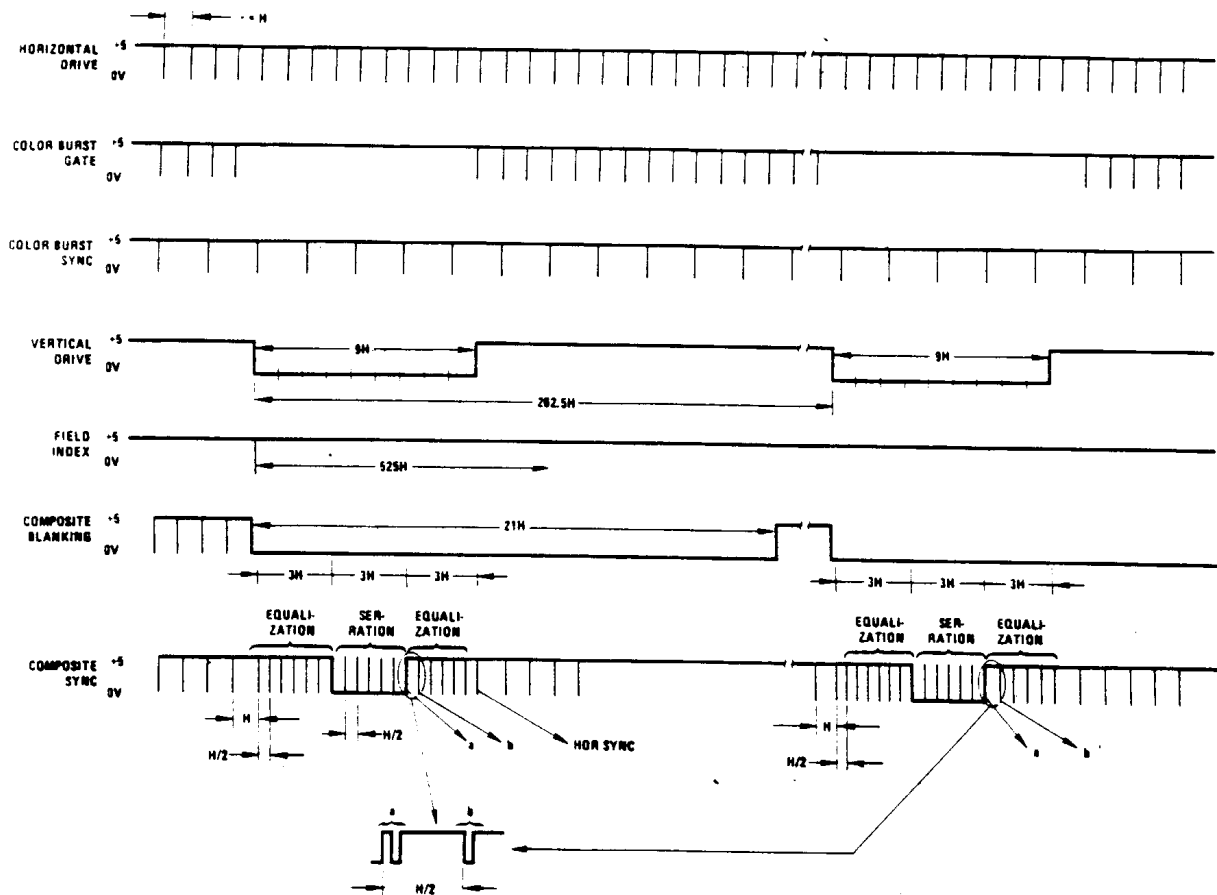 = H
HORIZONTAL
DRIVE
+5
0V
COLOR BURST
GATE
+5
0V
COLOR BURST
SYNC
+5
0V
VERTICAL
DRIVE
+5
0V
9H
9H
262.5H
FIELD
INDEX
+5
0V
525H
COMPOSITE
BLANKING
+5
0V
21H
3H 3H 3H
3H 3H 3H
EQUALI-
ZATION
SER-
RATION
EQUALI-
ZATION
EQUALI-
ZATION
SER-
RATION
EQUALI-
ZATION
COMPOSITE
SYNC
+5
0V
H
H/2
H/2
a
b
HOR SYNC
H
H/2
a
b
a
b
H/2